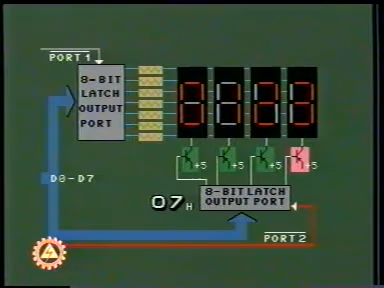 PORT 1
8-BIT
LATCH
OUTPUT
PORT
+5
+5
+5
+5
D0-D7
8-BIT LATCH
OUTPUT PORT
07H
PORT 2